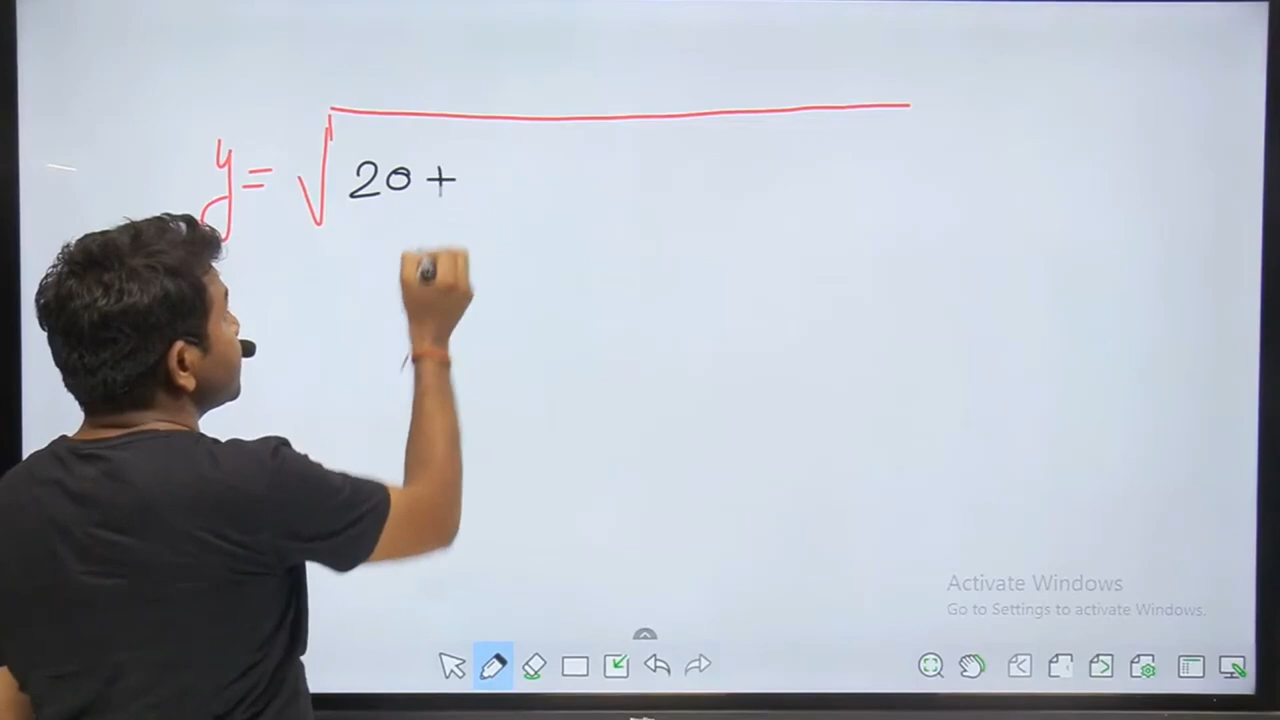 y = √20 +
Activate Windows
Go to Settings to activate Windows.